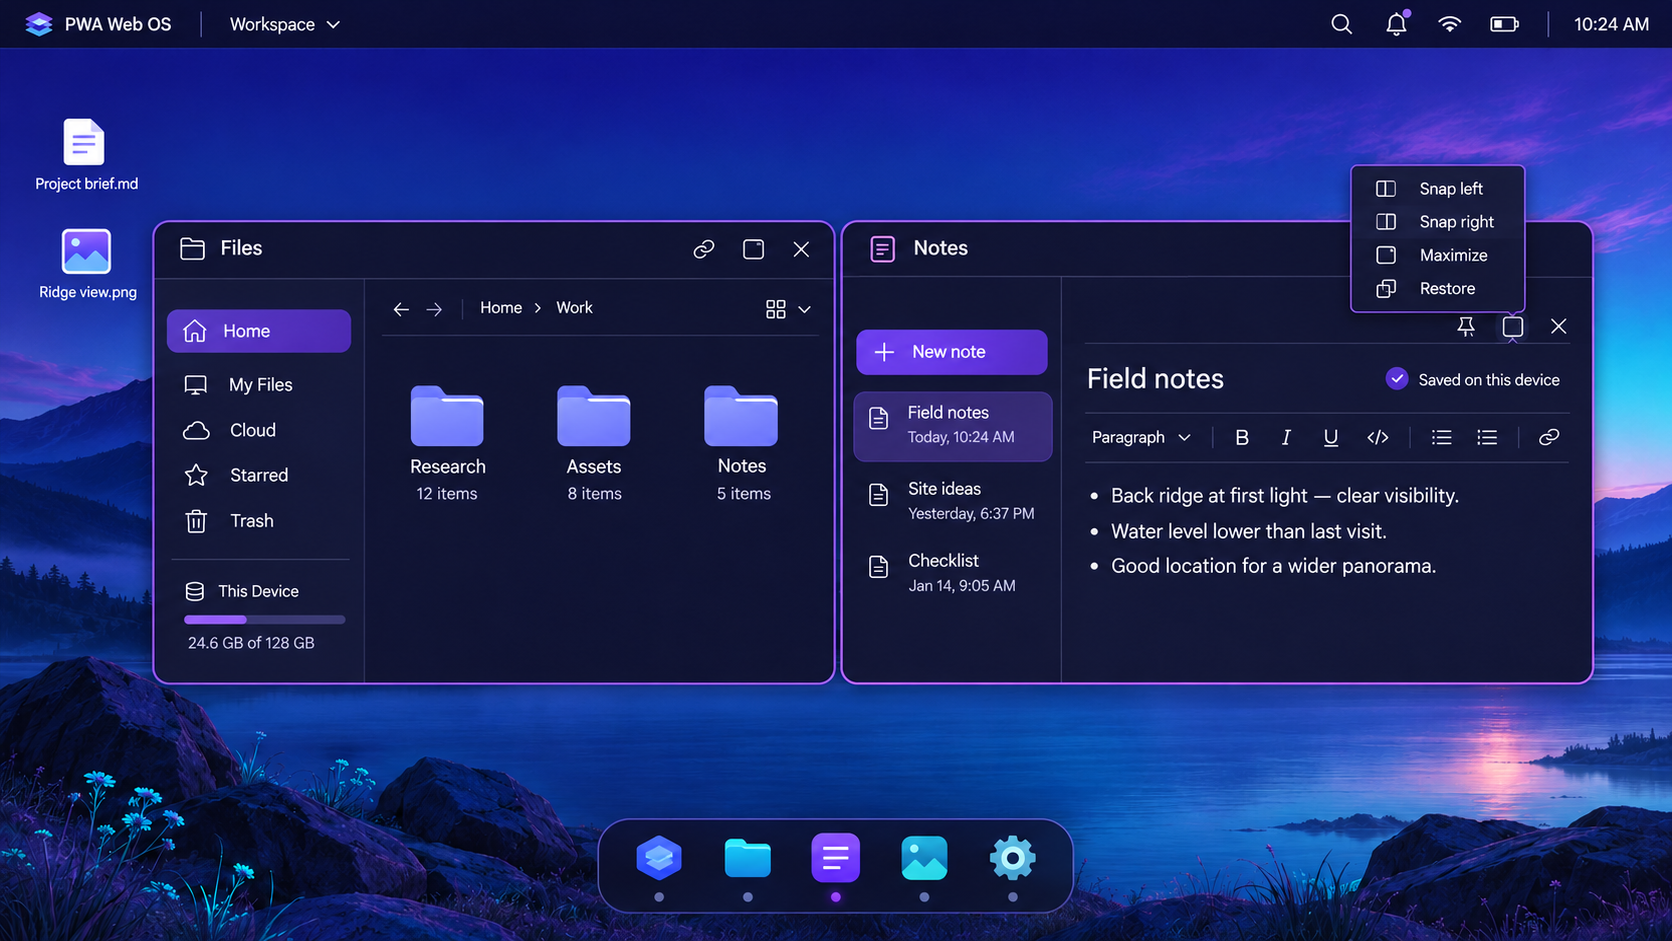 PWA Web OS
Workspace
10:24 AM
Project brief.md
Ridge view.png
Files
Home
My Files
Cloud
Starred
Trash
This Device
24.6 GB of 128 GB
Home > Work
Research
12 items
Assets
8 items
Notes
5 items
Notes
New note
Field notes
Today, 10:24 AM
Site ideas
Yesterday, 6:37 PM
Checklist
Jan 14, 9:05 AM
Snap left
Snap right
Maximize
Restore
Field notes
Saved on this device
Paragraph
B I U </>
• Back ridge at first light — clear visibility.
• Water level lower than last visit.
• Good location for a wider panorama.